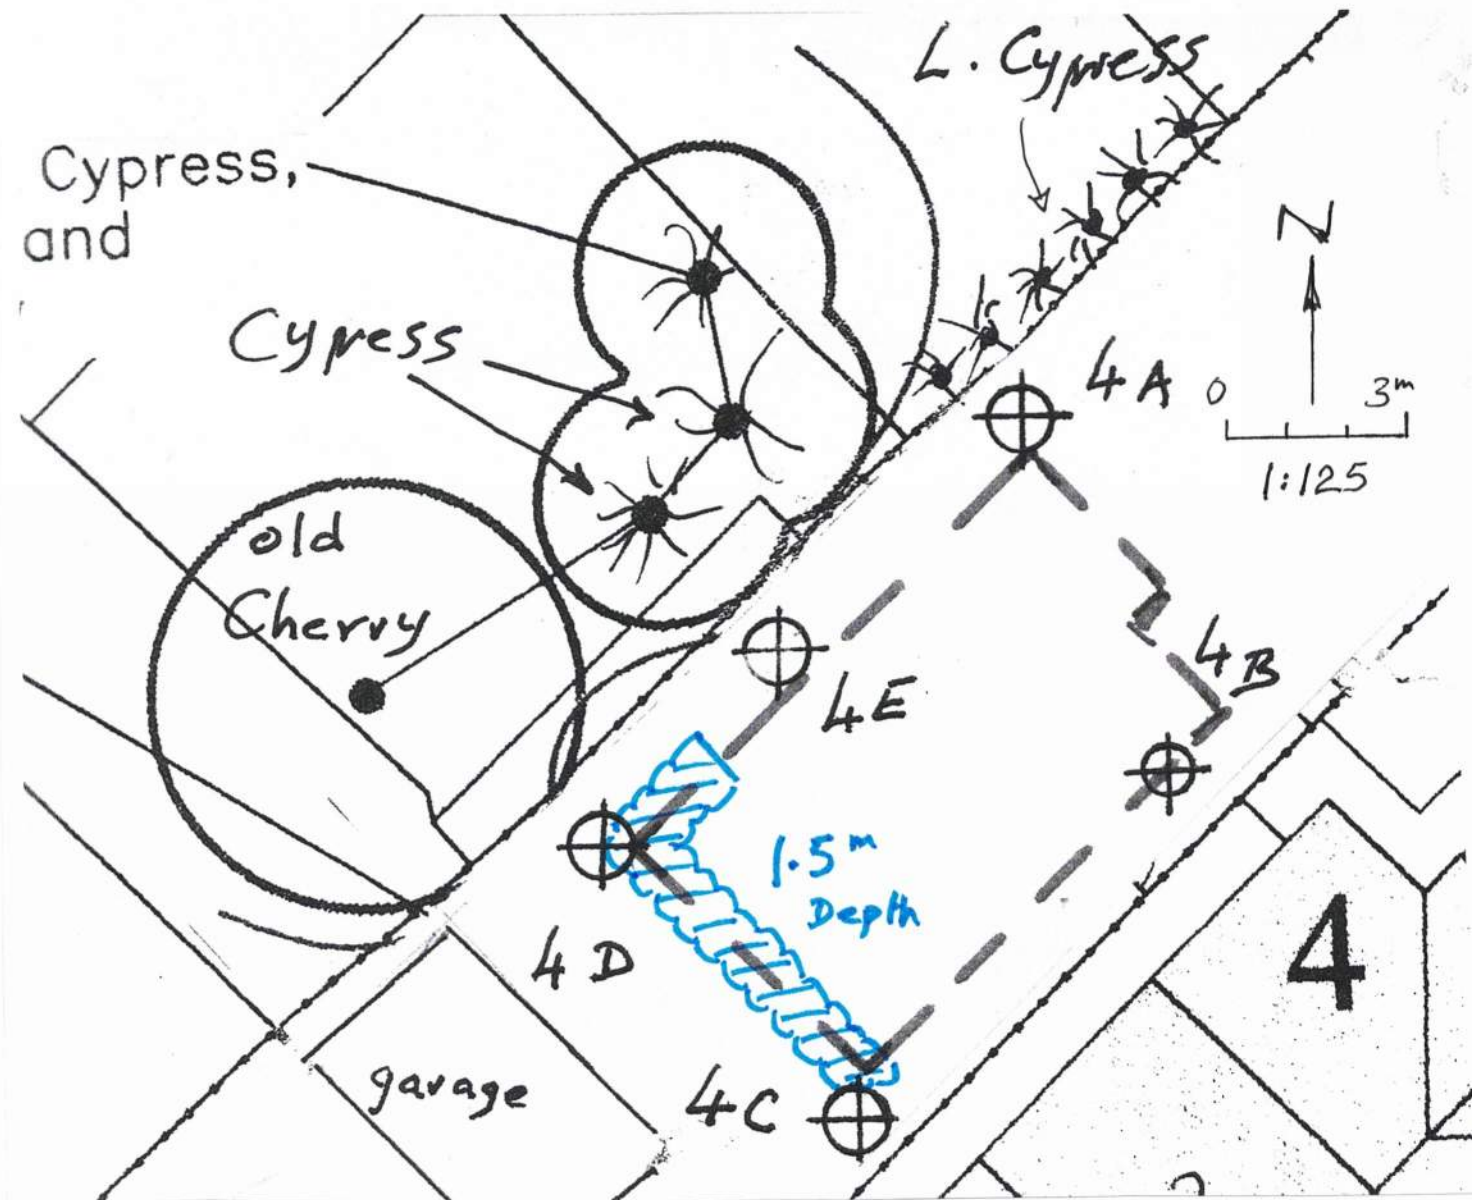 L. Cypress
Cypress,
and
N
Cypress
4A
0 3m
1:125
old
Cherry
4B
4E
1.5m
Depth
4D
4
garage
4C